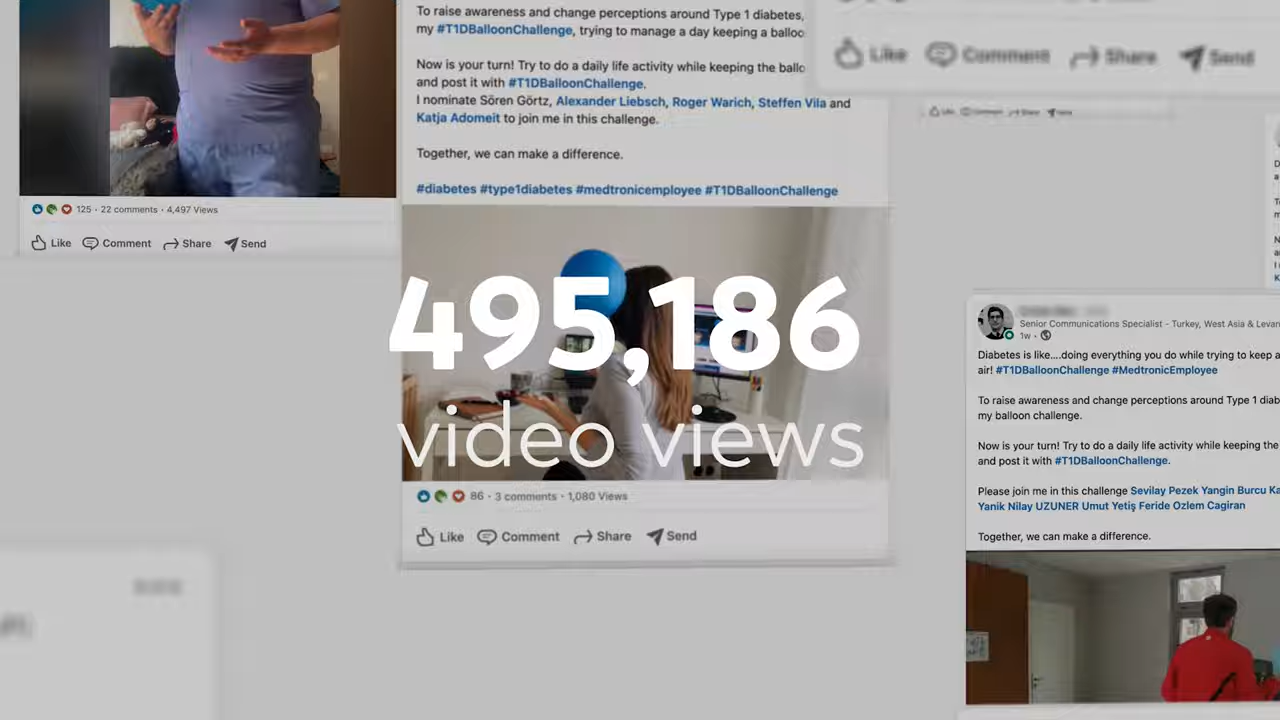 125 · 22 comments · 4,497 Views
Like Comment Share Send
To raise awareness and change perceptions around Type 1 diabetes,
my #T1DBalloonChallenge, trying to manage a day keeping a balloo
Now is your turn! Try to do a daily life activity while keeping the ballo
and post it with #T1DBalloonChallenge.
I nominate Sören Görtz, Alexander Liebsch, Roger Warich, Steffen Vila and
Katja Adomeit to join me in this challenge.
Together, we can make a difference.
#diabetes #type1diabetes #medtronicemployee #T1DBalloonChallenge
495,186
video views
86 · 3 comments · 1,080 Views
Like Comment Share Send
Like Comment Share Send
Senior Communications Specialist - Turkey, West Asia & Levan
1w ·
Diabetes is like....doing everything you do while trying to keep a
air! #T1DBalloonChallenge #MedtronicEmployee
To raise awareness and change perceptions around Type 1 diab
my balloon challenge.
Now is your turn! Try to do a daily life activity while keeping the
and post it with #T1DBalloonChallenge.
Please join me in this challenge Sevilay Pezek Yangin Burcu Ka
Yanik Nilay UZUNER Umut Yetiş Feride Ozlem Cagiran
Together, we can make a difference.